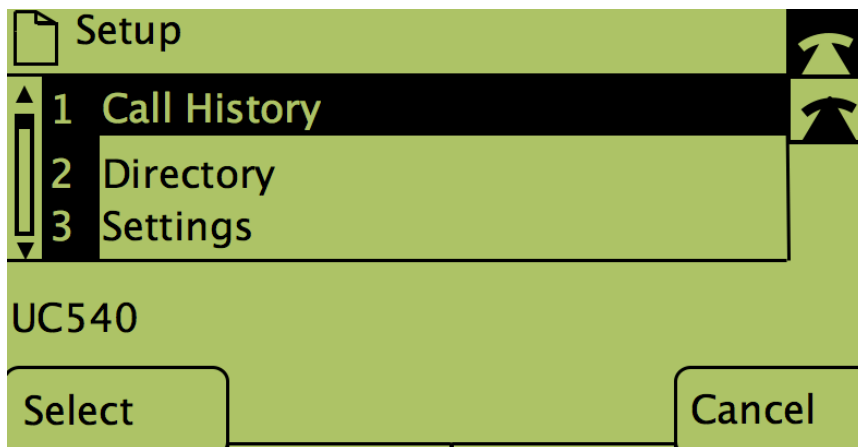 Setup
1 Call History
2 Directory
3 Settings
UC540
Select Cancel